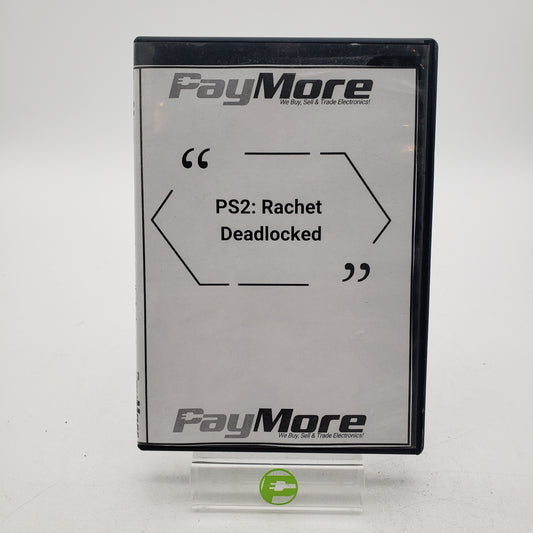 PayMore
We Buy, Sell & Trade Electronics!
“
PS2: Rachet
Deadlocked
”
PayMore
We Buy, Sell & Trade Electronics!